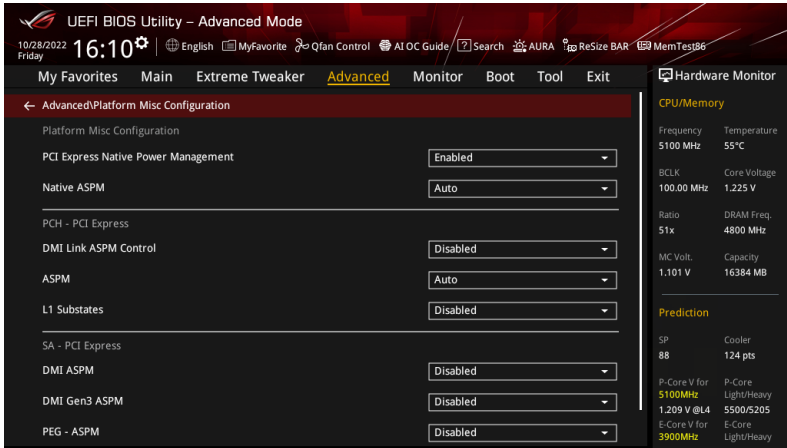 UEFI BIOS Utility – Advanced Mode
10/28/2022 Friday 16:10 English MyFavorite Qfan Control AI OC Guide Search AURA ReSize BAR MemTest86
My Favorites Main Extreme Tweaker Advanced Monitor Boot Tool Exit
← Advanced\Platform Misc Configuration
Platform Misc Configuration
PCI Express Native Power Management Enabled
Native ASPM Auto
PCH - PCI Express
DMI Link ASPM Control Disabled
ASPM Auto
L1 Substates Disabled
SA - PCI Express
DMI ASPM Disabled
DMI Gen3 ASPM Disabled
PEG - ASPM Disabled
Hardware Monitor
CPU/Memory
Frequency Temperature
5100 MHz 55°C
BCLK Core Voltage
100.00 MHz 1.225 V
Ratio DRAM Freq.
51x 4800 MHz
MC Volt. Capacity
1.101 V 16384 MB
Prediction
SP Cooler
88 124 pts
P-Core V for P-Core
5100MHz Light/Heavy
1.209 V @L4 5500/5205
E-Core V for E-Core
3900MHz Light/Heavy